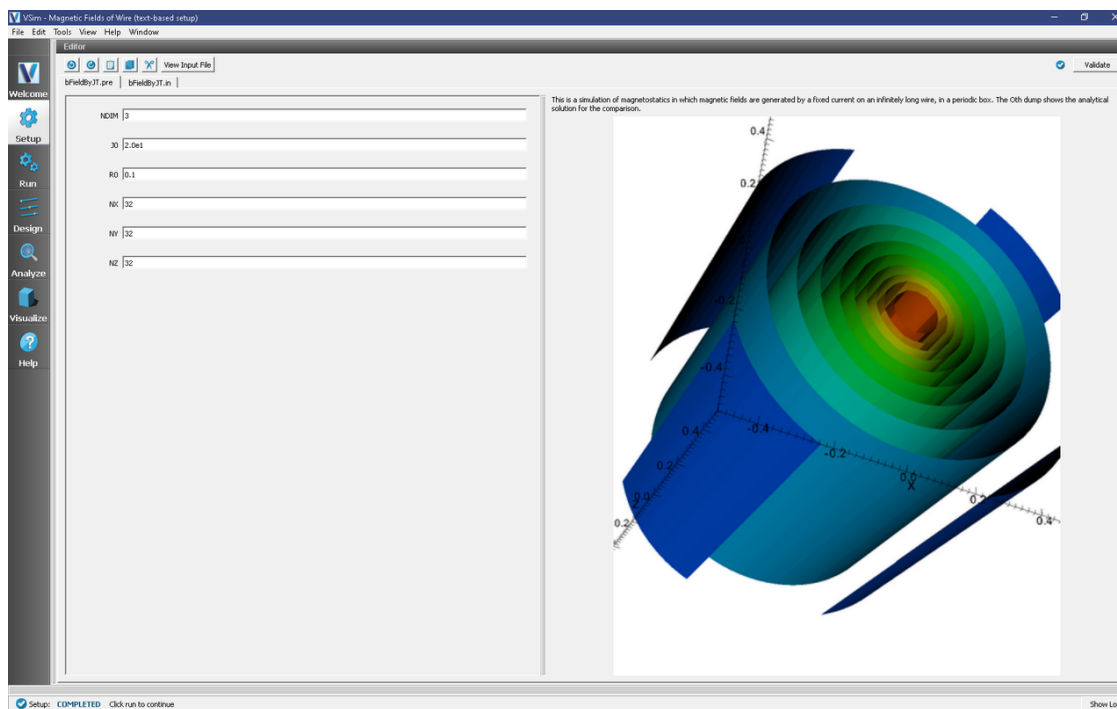 VSim - Magnetic Fields of Wire (text-based setup)
File Edit Tools View Help Window
Editor
View Input File
Validate
bFieldByJT.pre
bFieldByJT.in
Welcome
Setup
Run
Design
Analyze
Visualize
Help
NDIM 3
J0 2.0e1
R0 0.1
NX 32
NY 32
NZ 32
This is a simulation of magnetostatics in which magnetic fields are generated by a fixed current on an infinitely long wire, in a periodic box. The 0th dump shows the analytical
solution for the comparison.
0.4
0.2
-0.2
-0.4
0.4
0.2
0.0
0.2
-0.4
-0.2
0.0
X
0.2
0.4
Setup: COMPLETED Click run to continue
Show Lo